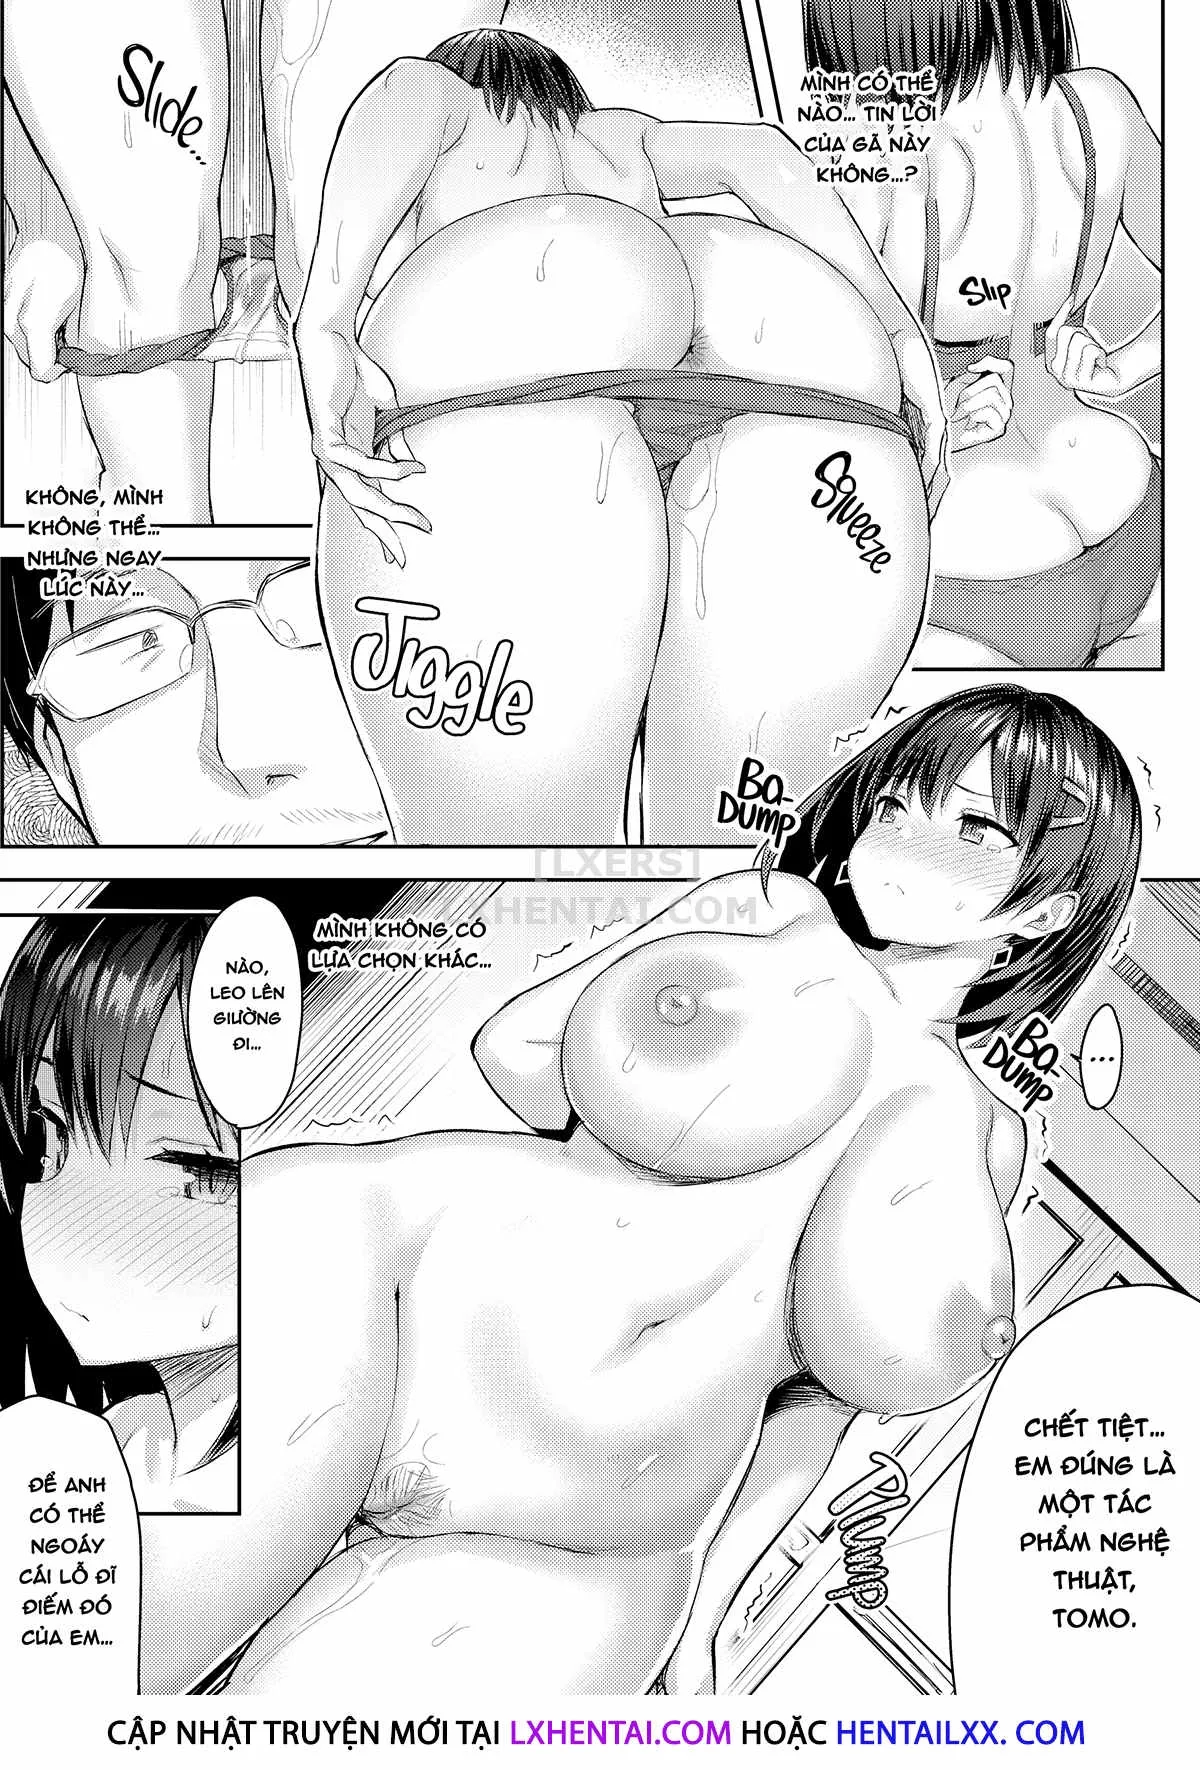 MÌNH CÓ THỂ
NÀO... TIN LỜI
CỦA GÃ NÀY
KHÔNG...?
SLIP
SQUEEZE
JIGGLE
SLIDE...
KHÔNG, MÌNH
KHÔNG THỂ...
NHƯNG NGAY
LÚC NÀY...
BA-
DUMP
[LXERS]
LXHENTAI.COM
MÌNH KHÔNG CÓ
LỰA CHỌN KHÁC...
NÀO,
LEO LÊN
GIƯỜNG
ĐI...
...
BA-
DUMP
CHẾT TIỆT...
EM ĐÚNG LÀ
MỘT TÁC
PHẨM NGHỆ
THUẬT,
TOMO.
PLUMP
ĐỂ ANH
CÓ THỂ
NGOÁY
CÁI LỖ ĐĨ
ĐIẾM ĐÓ
CỦA EM...
CẬP NHẬT TRUYỆN MỚI TẠI LXHENTAI.COM HOẶC HENTAILXX. COM